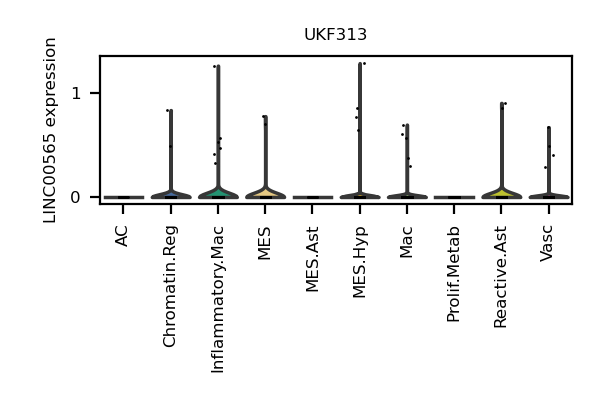 UKF313
LINC00565 expression
1
0
AC
Chromatin.Reg
Inflammatory.Mac
MES
MES.Ast
MES.Hyp
Mac
Prolif.Metab
Reactive.Ast
Vasc